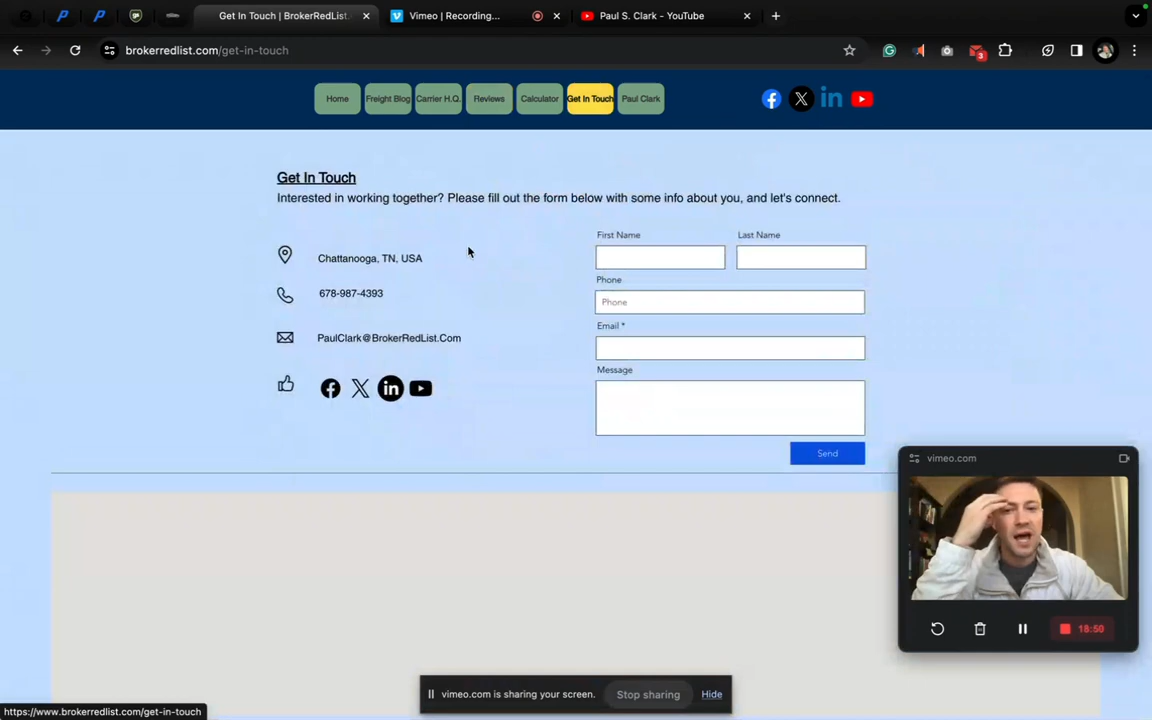 Get In Touch | BrokerRedList.
Vimeo | Recording...
Paul S. Clark - YouTube
brokerredlist.com/get-in-touch
3
Home
Freight Blog
Carrier H.Q.
Reviews
Calculator
Get In Touch
Paul Clark
Get In Touch
Interested in working together? Please fill out the form below with some info about you, and let's connect.
First Name
Last Name
Chattanooga, TN, USA
Phone
678-987-4393
Phone
Email *
PaulClark@BrokerRedList.Com
Message
Send
vimeo.com
18:50
vimeo.com is sharing your screen.
Stop sharing
Hide
https://www.brokerredlist.com/get-in-touch